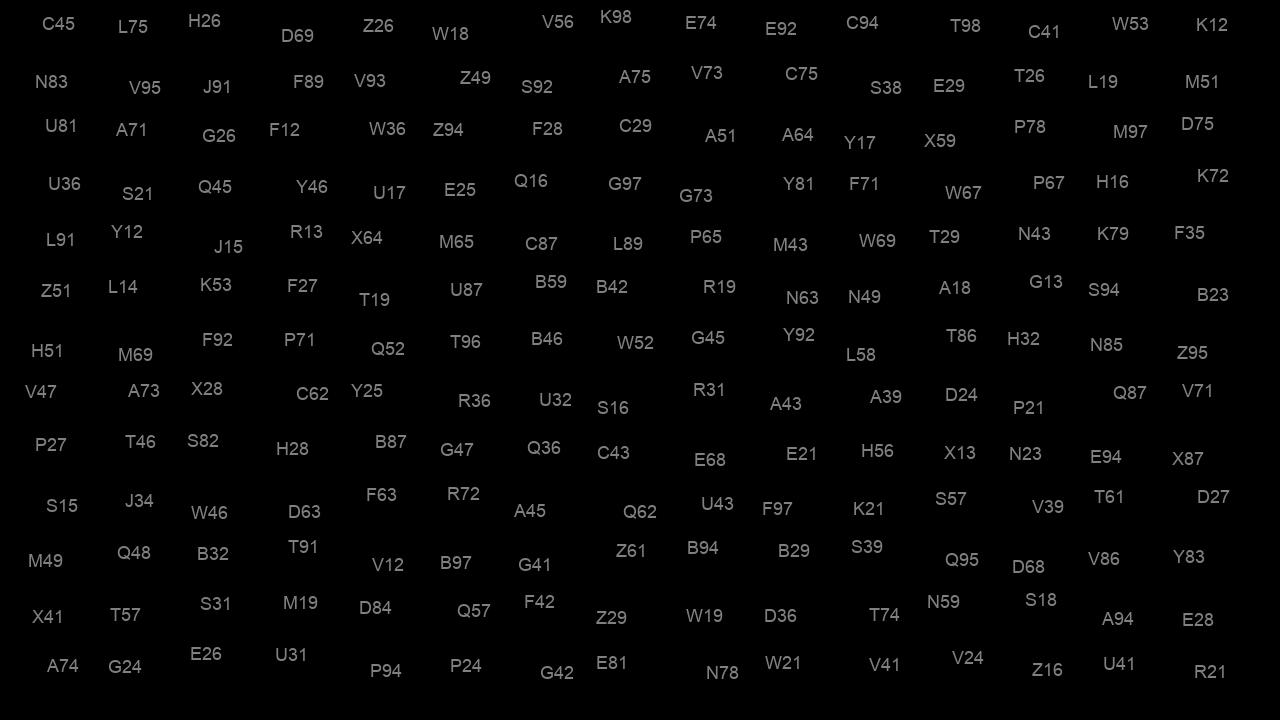 C45 L75 H26 D69 Z26 W18 V56 K98 E74 E92 C94 T98 C41 W53 K12
N83 V95 J91 F89 V93 Z49 S92 A75 V73 C75 S38 E29 T26 L19 M51
U81 A71 G26 F12 W36 Z94 F28 C29 A51 A64 Y17 X59 P78 M97 D75
U36 S21 Q45 Y46 U17 E25 Q16 G97 G73 Y81 F71 W67 P67 H16 K72
L91 Y12 J15 R13 X64 M65 C87 L89 P65 M43 W69 T29 N43 K79 F35
Z51 L14 K53 F27 T19 U87 B59 B42 R19 N63 N49 A18 G13 S94 B23
H51 M69 F92 P71 Q52 T96 B46 W52 G45 Y92 L58 T86 H32 N85 Z95
V47 A73 X28 C62 Y25 R36 U32 S16 R31 A43 A39 D24 P21 Q87 V71
P27 T46 S82 H28 B87 G47 Q36 C43 E68 E21 H56 X13 N23 E94 X87
S15 J34 W46 D63 F63 R72 A45 Q62 U43 F97 K21 S57 V39 T61 D27
M49 Q48 B32 T91 V12 B97 G41 Z61 B94 B29 S39 Q95 D68 V86 Y83
X41 T57 S31 M19 D84 Q57 F42 Z29 W19 D36 T74 N59 S18 A94 E28
A74 G24 E26 U31 P94 P24 G42 E81 N78 W21 V41 V24 Z16 U41 R21